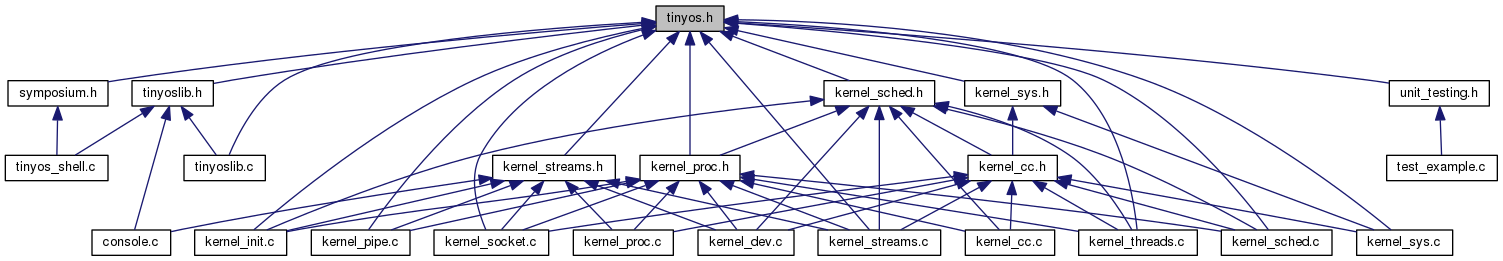 tinyos.h
symposium.h
tinyoslib.h
kernel_sched.h
kernel_sys.h
unit_testing.h
tinyos_shell.c
tinyoslib.c
kernel_streams.h
kernel_proc.h
kernel_cc.h
test_example.c
console.c
kernel_init.c
kernel_pipe.c
kernel_socket.c
kernel_proc.c
kernel_dev.c
kernel_streams.c
kernel_cc.c
kernel_threads.c
kernel_sched.c
kernel_sys.c